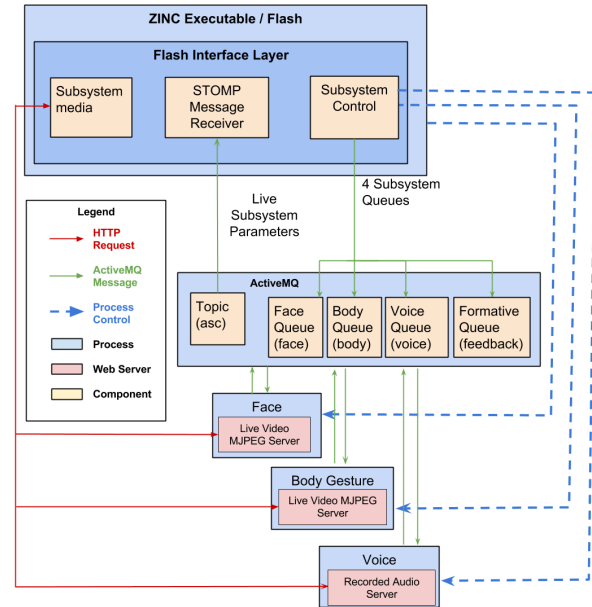 ZINC Executable / Flash
Flash Interface Layer
Subsystem
media
STOMP
Message
Receiver
Subsystem
Control
Live
Subsystem
Parameters
4 Subsystem
Queues
Legend
HTTP
Request
ActiveMQ
Message
Process
Control
Process
Web Server
Component
ActiveMQ
Topic
(asc)
Face
Queue
(face)
Body
Queue
(body)
Voice
Queue
(voice)
Formative
Queue
(feedback)
Face
Live Video
MJPEG Server
Body Gesture
Live Video MJPEG
Server
Voice
Recorded Audio
Server